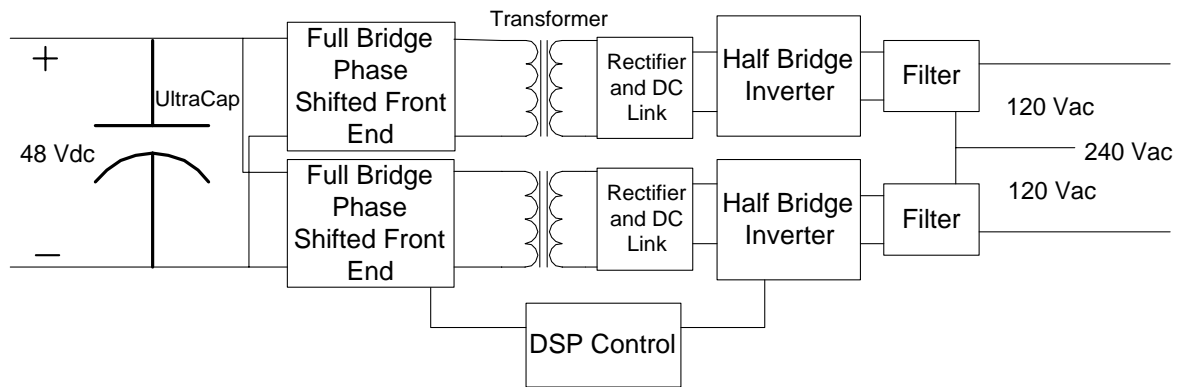 Transformer
Full Bridge
Phase
Shifted Front
End
Rectifier
and DC
Link
Half Bridge
Inverter
Filter
+
UltraCap
48 Vdc
−
120 Vac
240 Vac
120 Vac
Full Bridge
Phase
Shifted Front
End
Rectifier
and DC
Link
Half Bridge
Inverter
Filter
DSP Control